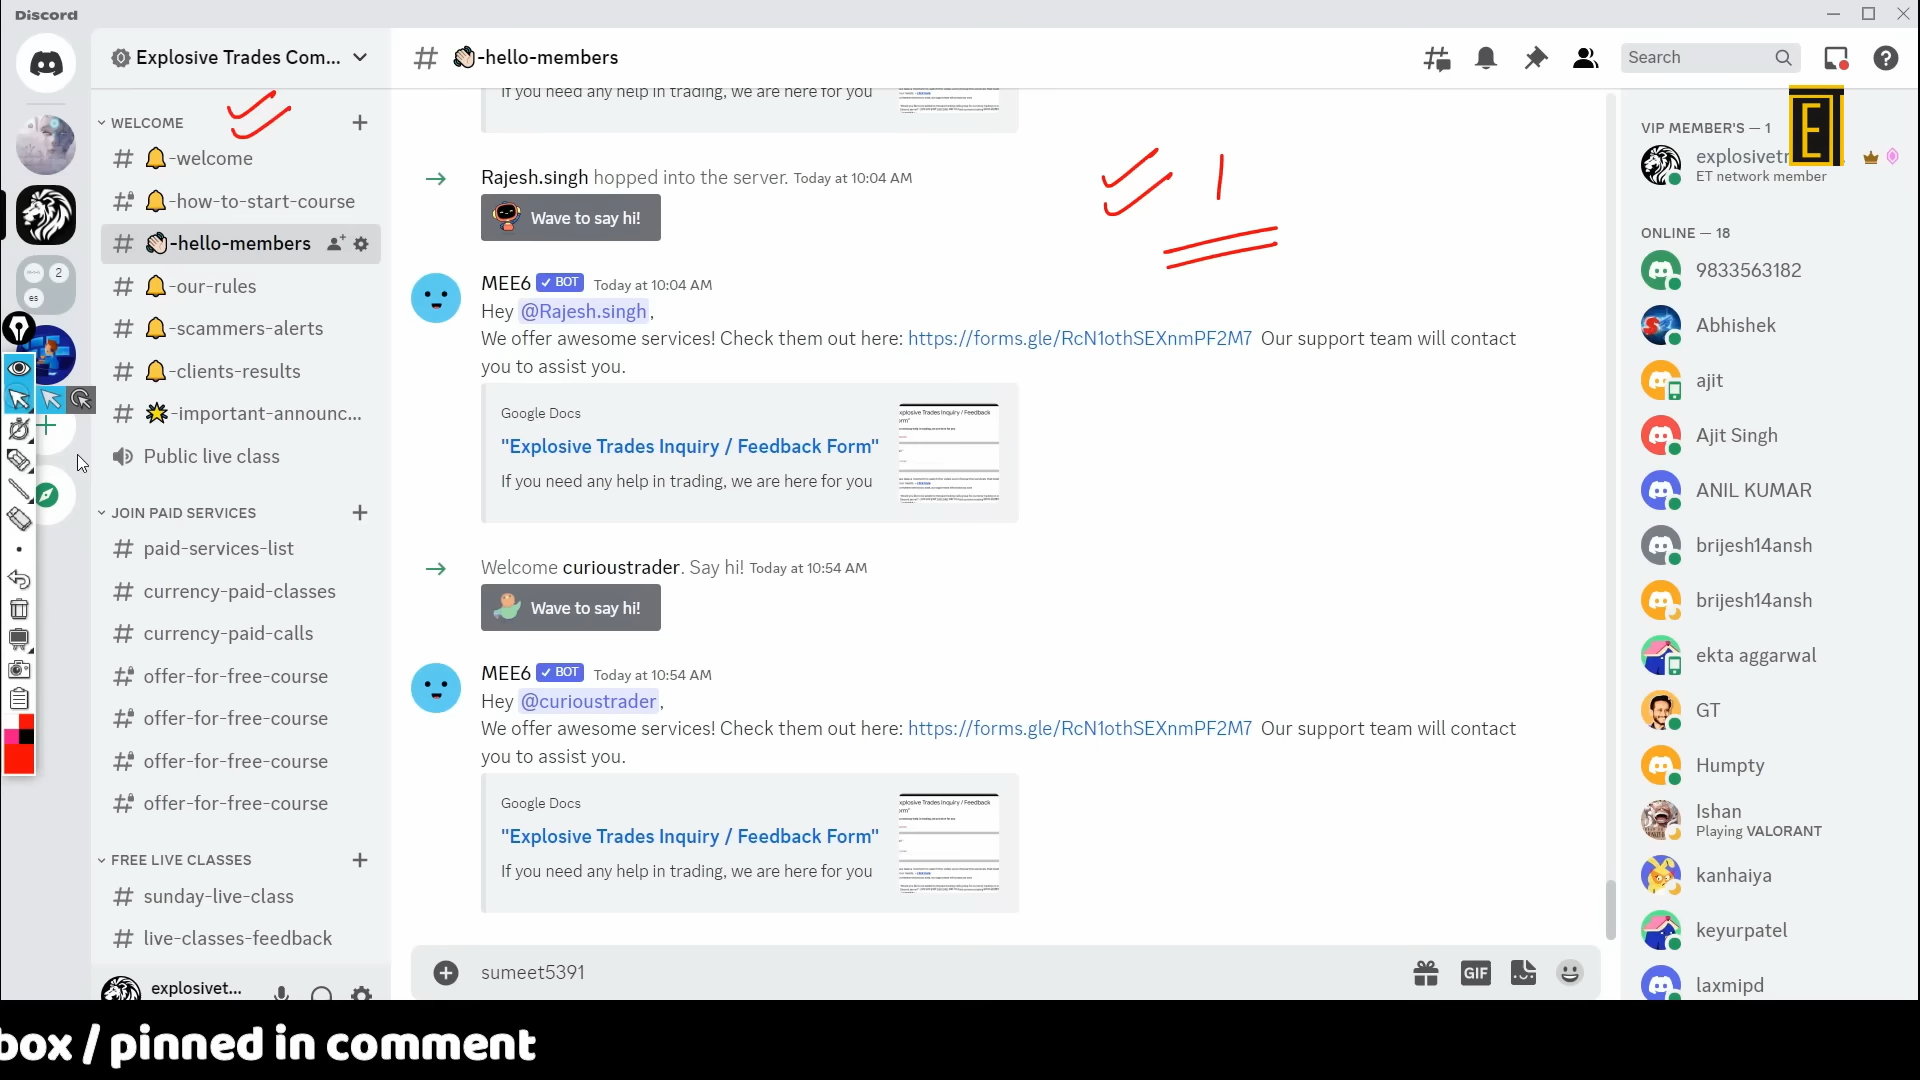 Discord
Explosive Trades Com...
-hello-members
Search
WELCOME
-welcome
-how-to-start-course
-hello-members
-our-rules
-scammers-alerts
-clients-results
-important-announc...
Public live class
JOIN PAID SERVICES
paid-services-list
currency-paid-classes
currency-paid-calls
offer-for-free-course
offer-for-free-course
offer-for-free-course
offer-for-free-course
FREE LIVE CLASSES
sunday-live-class
live-classes-feedback
explosivet...
2
es
If you need any help in trading, we are here for you
Rajesh.singh hopped into the server. Today at 10:04 AM
Wave to say hi!
MEE6 ✓ BOT Today at 10:04 AM
Hey @Rajesh.singh,
We offer awesome services! Check them out here: https://forms.gle/RcN1othSEXnmPF2M7 Our support team will contact
you to assist you.
Google Docs
"Explosive Trades Inquiry / Feedback Form"
If you need any help in trading, we are here for you
Welcome curioustrader. Say hi! Today at 10:54 AM
Wave to say hi!
MEE6 ✓ BOT Today at 10:54 AM
Hey @curioustrader,
We offer awesome services! Check them out here: https://forms.gle/RcN1othSEXnmPF2M7 Our support team will contact
you to assist you.
Google Docs
"Explosive Trades Inquiry / Feedback Form"
If you need any help in trading, we are here for you
sumeet5391
GIF
1
VIP MEMBER'S — 1
explosivetr
ET network member
E
ONLINE — 18
9833563182
Abhishek
ajit
Ajit Singh
ANIL KUMAR
brijesh14ansh
brijesh14ansh
ekta aggarwal
GT
Humpty
Ishan
Playing VALORANT
kanhaiya
keyurpatel
laxmipd
box / pinned in comment